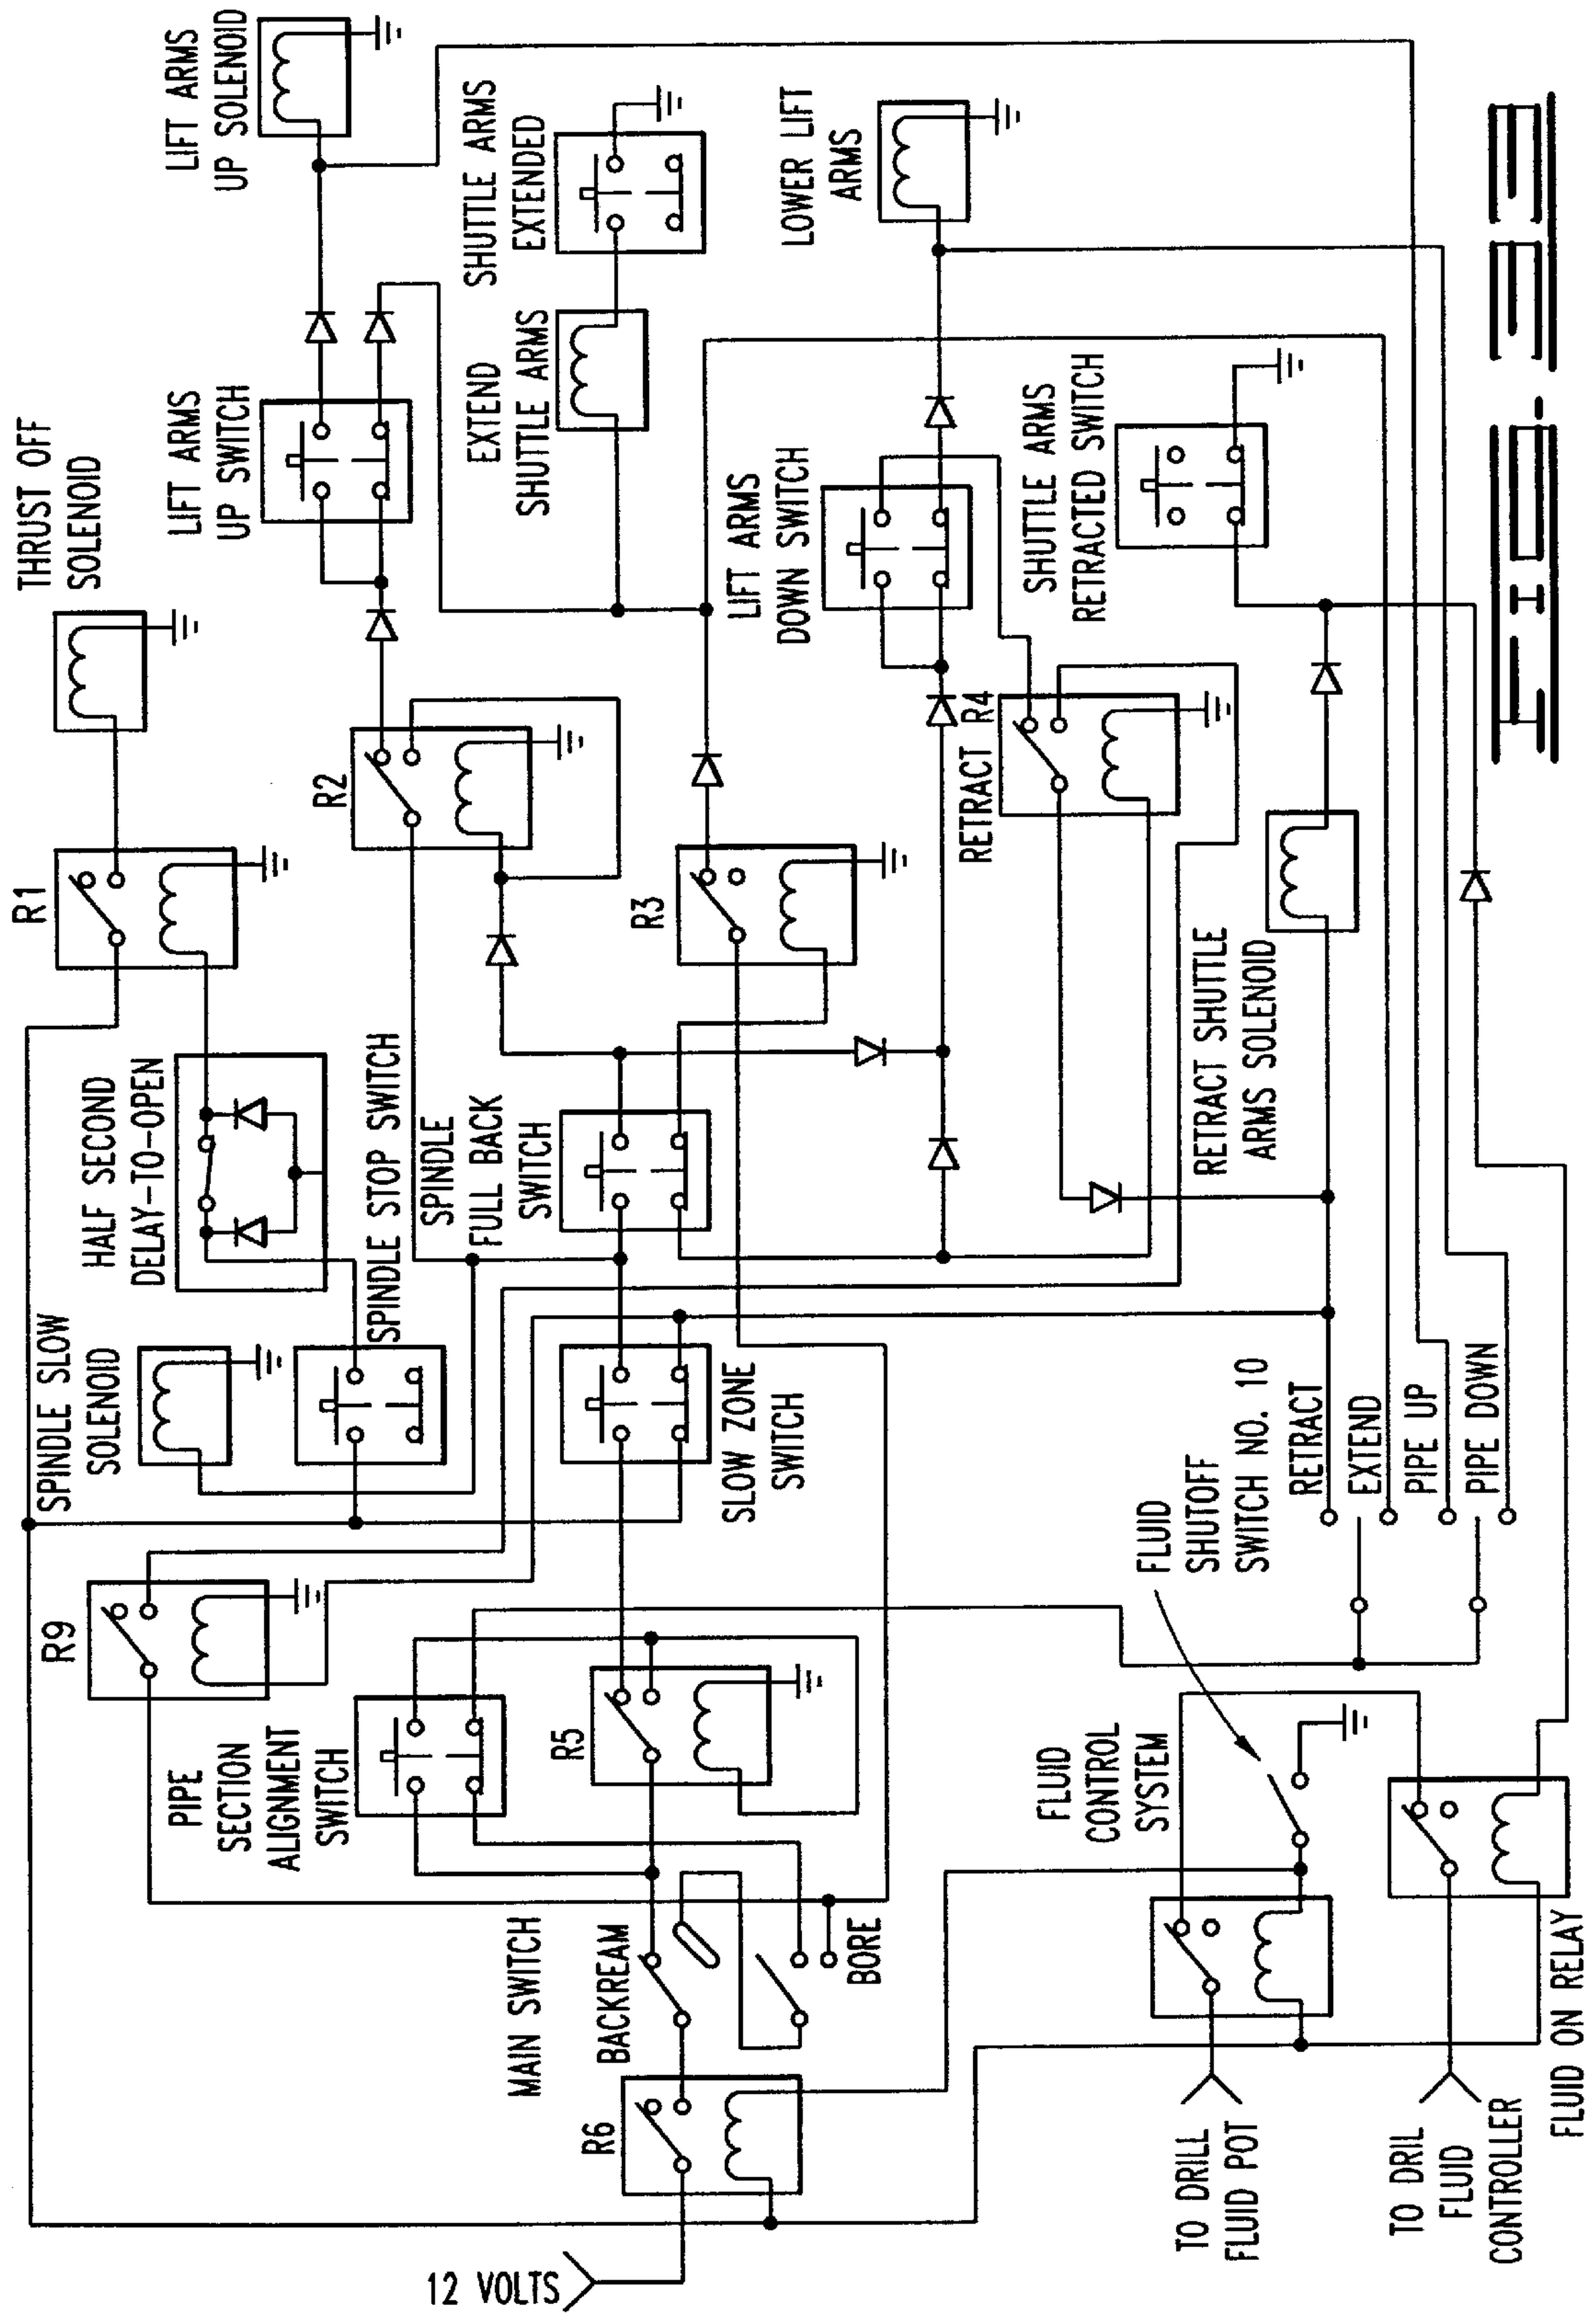 THRUST OFF
SOLENOID
LIFT ARMS
UP SOLENOID
R1
LIFT ARMS
UP SWITCH
SHUTTLE ARMS
EXTENDED
HALF SECOND
DELAY-TO-OPEN
R2
EXTEND
SHUTTLE ARMS
SPINDLE SLOW
SOLENOID
SPINDLE STOP SWITCH
LOWER LIFT
ARMS
R9
SPINDLE
FULL BACK
SWITCH
R3
LIFT ARMS
DOWN SWITCH
PIPE
SECTION
ALIGNMENT
SWITCH
SLOW ZONE
SWITCH
RETRACT R4
SHUTTLE ARMS
RETRACTED SWITCH
R5
RETRACT SHUTTLE
ARMS SOLENOID
MAIN SWITCH
BACKREAM
BORE
FLUID
SHUTOFF
SWITCH NO. 10
RETRACT
EXTEND
PIPE UP
PIPE DOWN
FLUID
CONTROL
SYSTEM
R6
12 VOLTS
TO DRILL
FLUID POT
TO DRIL
FLUID
CONTROLLER
FLUID ON RELAY